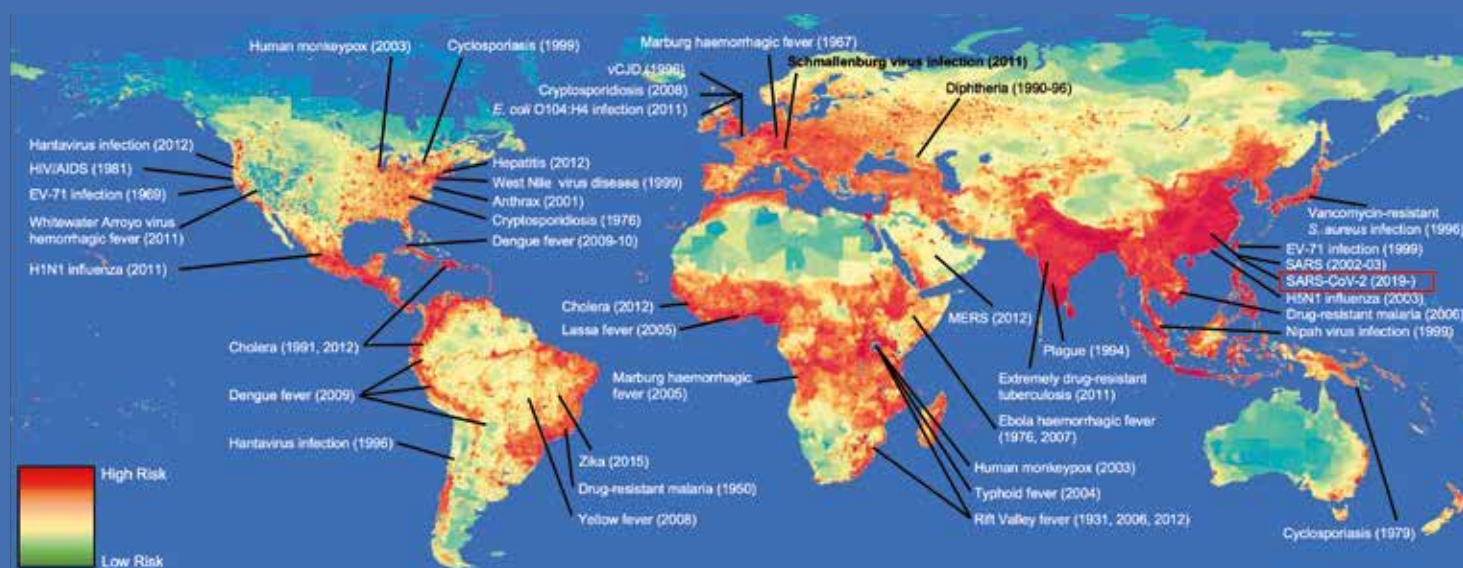 Human monkeypox (2003)
Cyclosporiasis (1999)
Marburg haemorrhagic fever (1967)
Schmallenburg virus infection (2011)
vCJD (1996)
Cryptosporidiosis (2008)
E. coli O104:H4 infection (2011)
Diphtheria (1990-96)
Hantavirus infection (2012)
HIV/AIDS (1981)
EV-71 infection (1969)
Whitewater Arroyo virus
hemorrhagic fever (2011)
H1N1 influenza (2011)
Hepatitis (2012)
West Nile virus disease (1999)
Anthrax (2001)
Cryptosporidiosis (1976)
Dengue fever (2009-10)
Vancomycin-resistant
S. aureus infection (1996)
EV-71 infection (1999)
SARS (2002-03)
SARS-CoV-2 (2019-)
H5N1 influenza (2003)
Drug-resistant malaria (2006)
Nipah virus infection (1999)
Cholera (2012)
Lassa fever (2005)
MERS (2012)
Plague (1994)
Cholera (1991, 2012)
Dengue fever (2009)
Hantavirus infection (1996)
Marburg haemorrhagic
fever (2005)
Extremely drug-resistant
tuberculosis (2011)
Ebola haemorrhagic fever
(1976, 2007)
Zika (2015)
Drug-resistant malaria (1950)
Yellow fever (2008)
Human monkeypox (2003)
Typhoid fever (2004)
Rift Valley fever (1931, 2006, 2012)
Cyclosporiasis (1979)
High Risk
Low Risk